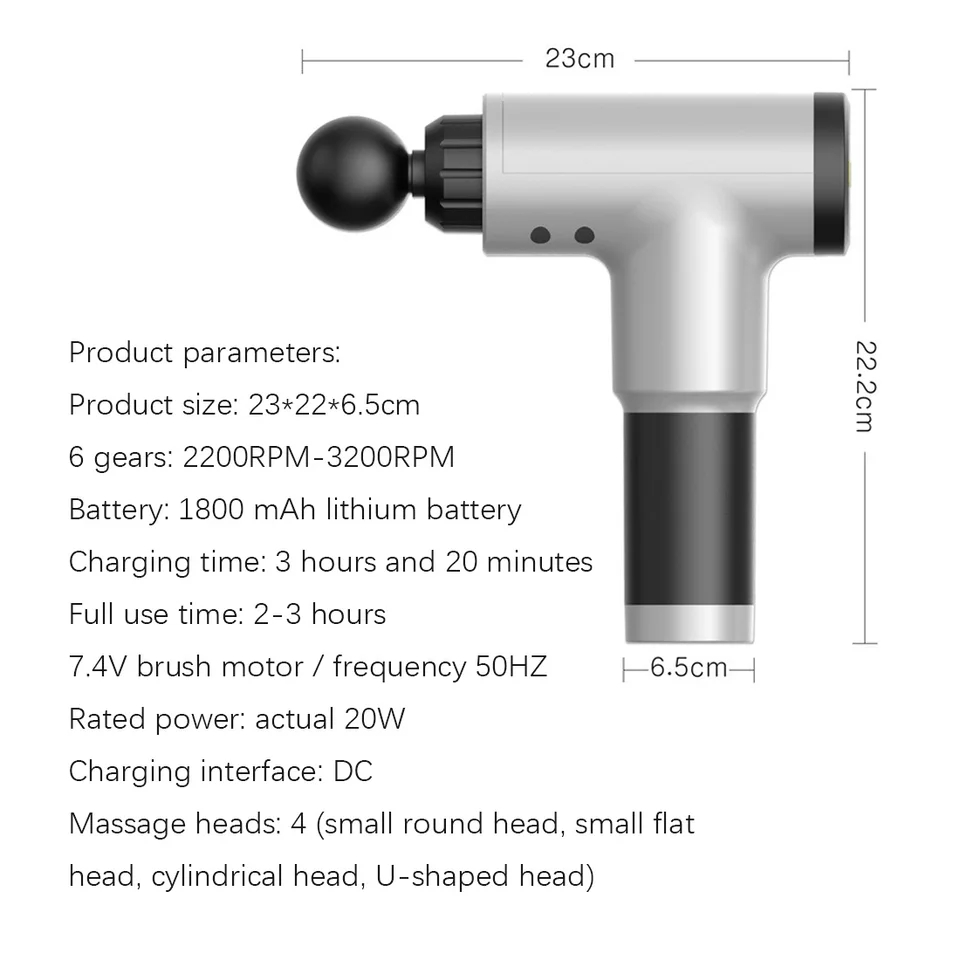 23cm
22.2cm
Product parameters:
Product size: 23*22*6.5cm
6 gears: 2200RPM-3200RPM
Battery: 1800 mAh lithium battery
Charging time: 3 hours and 20 minutes
Full use time: 2-3 hours
6.5cm
7.4V brush motor / frequency 50HZ
Rated power: actual 20W
Charging interface: DC
Massage heads: 4 (small round head, small flat
head, cylindrical head, U-shaped head)